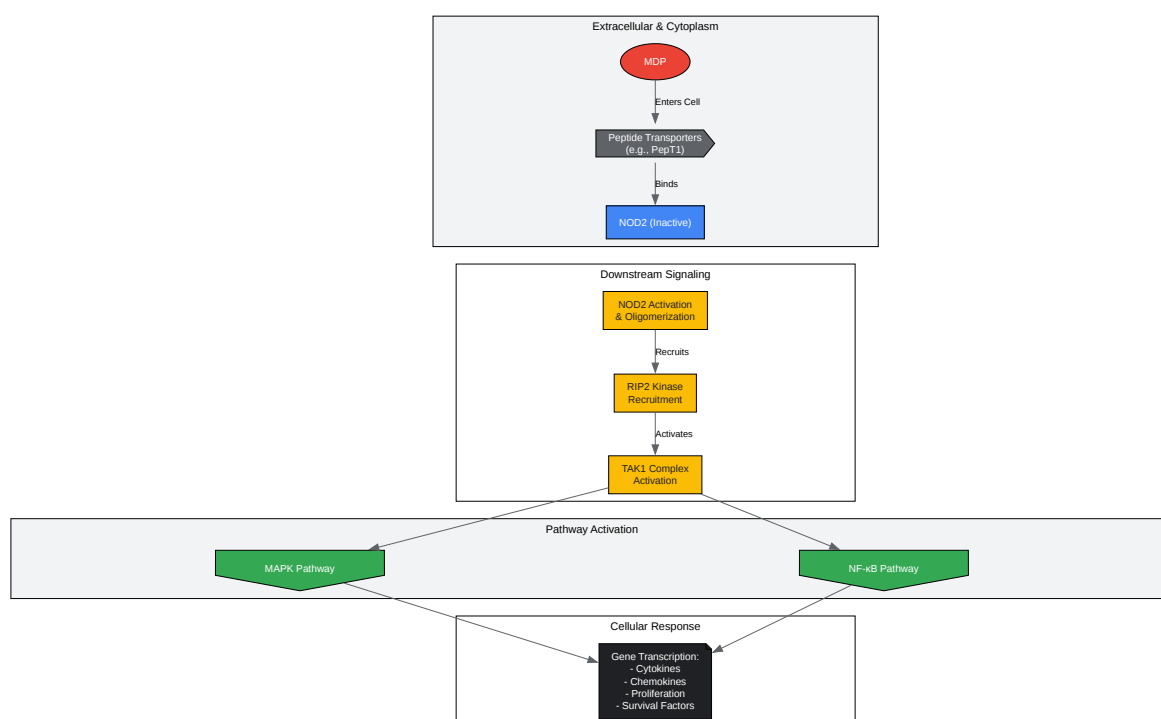 Extracellular & Cytoplasm
MDP
Enters Cell
Peptide Transporters
(e.g., PepT1)
Binds
NOD2 (Inactive)
Downstream Signaling
NOD2 Activation
& Oligomerization
Recruits
RIP2 Kinase
Recruitment
Activates
TAK1 Complex
Activation
Pathway Activation
MAPK Pathway
NF-κB Pathway
Cellular Response
Gene Transcription:
- Cytokines
- Chemokines
- Proliferation
- Survival Factors